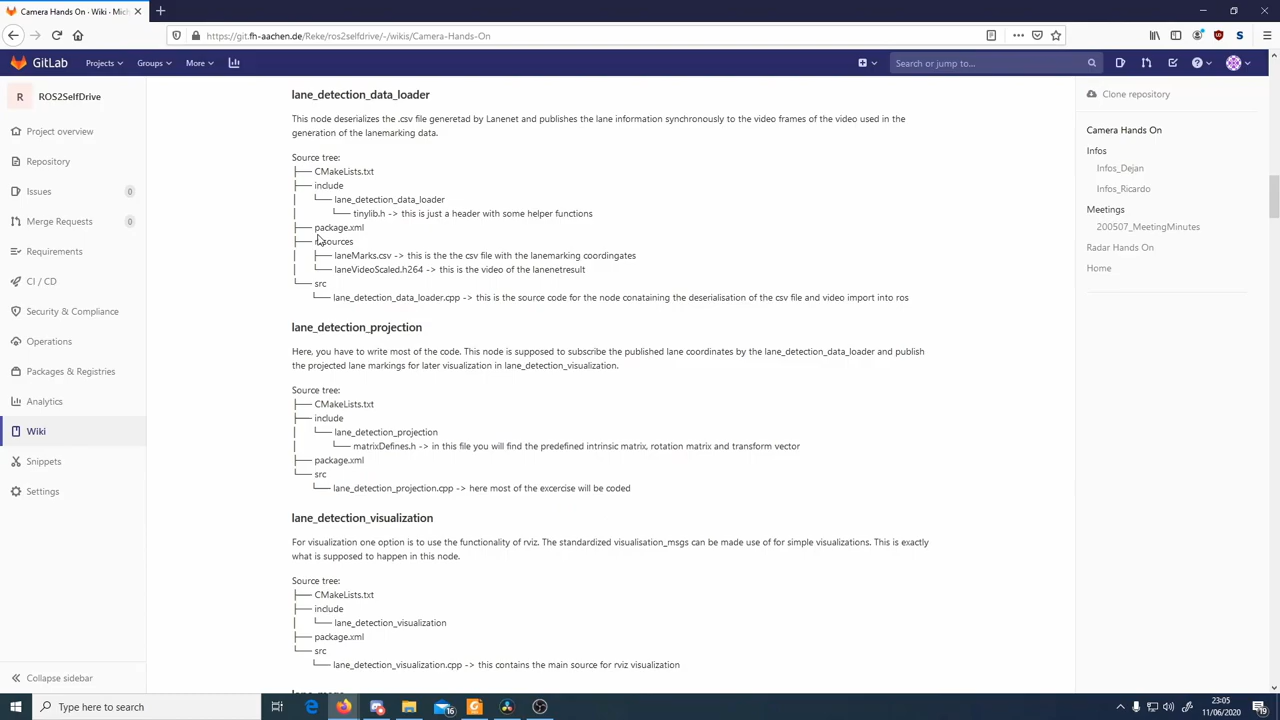 Camera Hands On · Wiki · Mich
https://git.fh-aachen.de/Reke/ros2selfdrive/-/wikis/Camera-Hands-On
GitLab Projects Groups More Search or jump to...
R ROS2SelfDrive
Project overview
Repository
Issues 0
Merge Requests 0
Requirements
CI / CD
Security & Compliance
Operations
Packages & Registries
Analytics
Wiki
Snippets
Settings
Collapse sidebar
lane_detection_data_loader
This node deserializes the .csv file generetad by Lanenet and publishes the lane information synchronously to the video frames of the video used in the
generation of the lanemarking data.
Source tree:
├── CMakeLists.txt
├── include
│ └── lane_detection_data_loader
│ └── tinylib.h -> this is just a header with some helper functions
├── package.xml
├── resources
│ ├── laneMarks.csv -> this is the the csv file with the lanemarking coordingates
│ └── laneVideoScaled.h264 -> this is the video of the lanenetresult
└── src
└── lane_detection_data_loader.cpp -> this is the source code for the node conataining the deserialisation of the csv file and video import into ros
lane_detection_projection
Here, you have to write most of the code. This node is supposed to subscribe the published lane coordinates by the lane_detection_data_loader and publish
the projected lane markings for later visualization in lane_detection_visualization.
Source tree:
├── CMakeLists.txt
├── include
│ └── lane_detection_projection
│ └── matrixDefines.h -> in this file you will find the predefined intrinsic matrix, rotation matrix and transform vector
├── package.xml
└── src
└── lane_detection_projection.cpp -> here most of the excercise will be coded
lane_detection_visualization
For visualization one option is to use the functionality of rviz. The standardized visualisation_msgs can be made use of for simple visualizations. This is exactly
what is supposed to happen in this node.
Source tree:
├── CMakeLists.txt
├── include
│ └── lane_detection_visualization
├── package.xml
└── src
└── lane_detection_visualization.cpp -> this contains the main source for rviz visualization
Clone repository
Camera Hands On
Infos
Infos_Dejan
Infos_Ricardo
Meetings
200507_MeetingMinutes
Radar Hands On
Home
Type here to search
16
23:05
11/06/2020
19